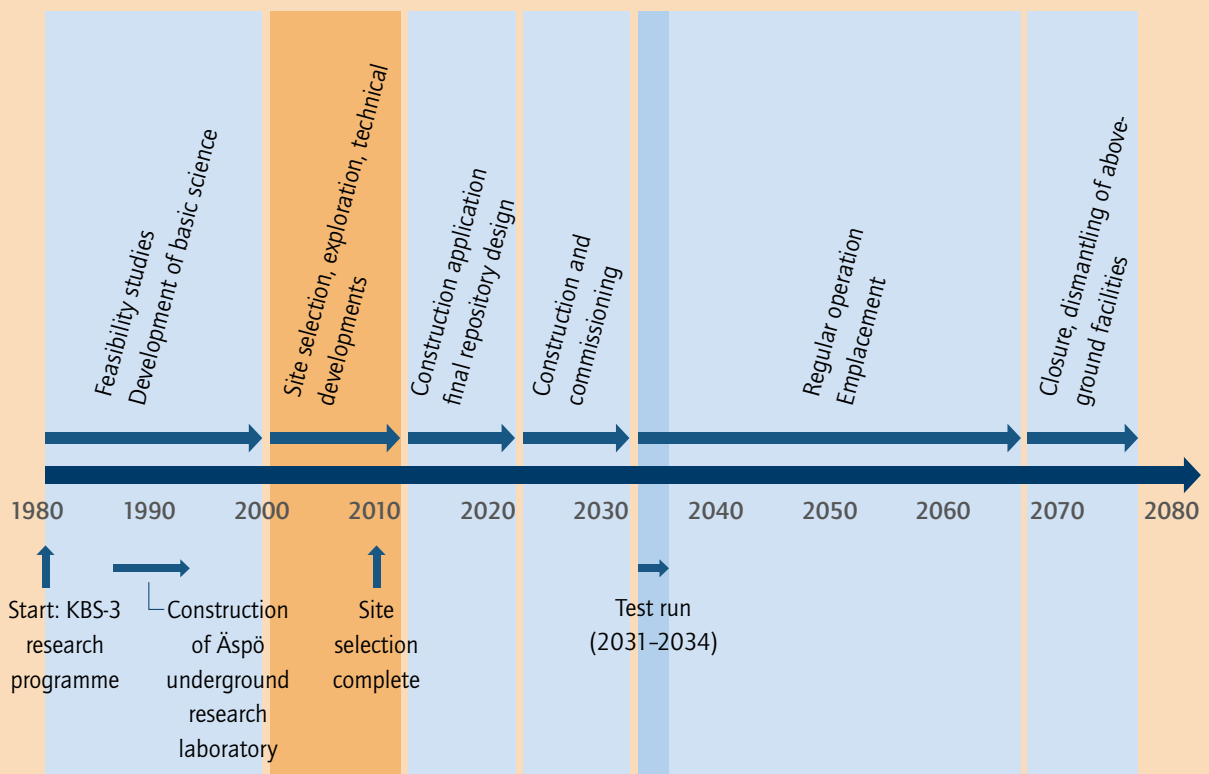 Feasibility studies
Development of basic science
Site selection, exploration, technical
developments
Construction application
final repository design
Construction and
commissioning
Regular operation
Emplacement
Closure, dismantling of above-
ground facilities
1980 1990 2000 2010 2020 2030 2040 2050 2060 2070 2080
Start: KBS-3
research
programme
Construction
of Äspö
underground
research
laboratory
Site
selection
complete
Test run
(2031–2034)